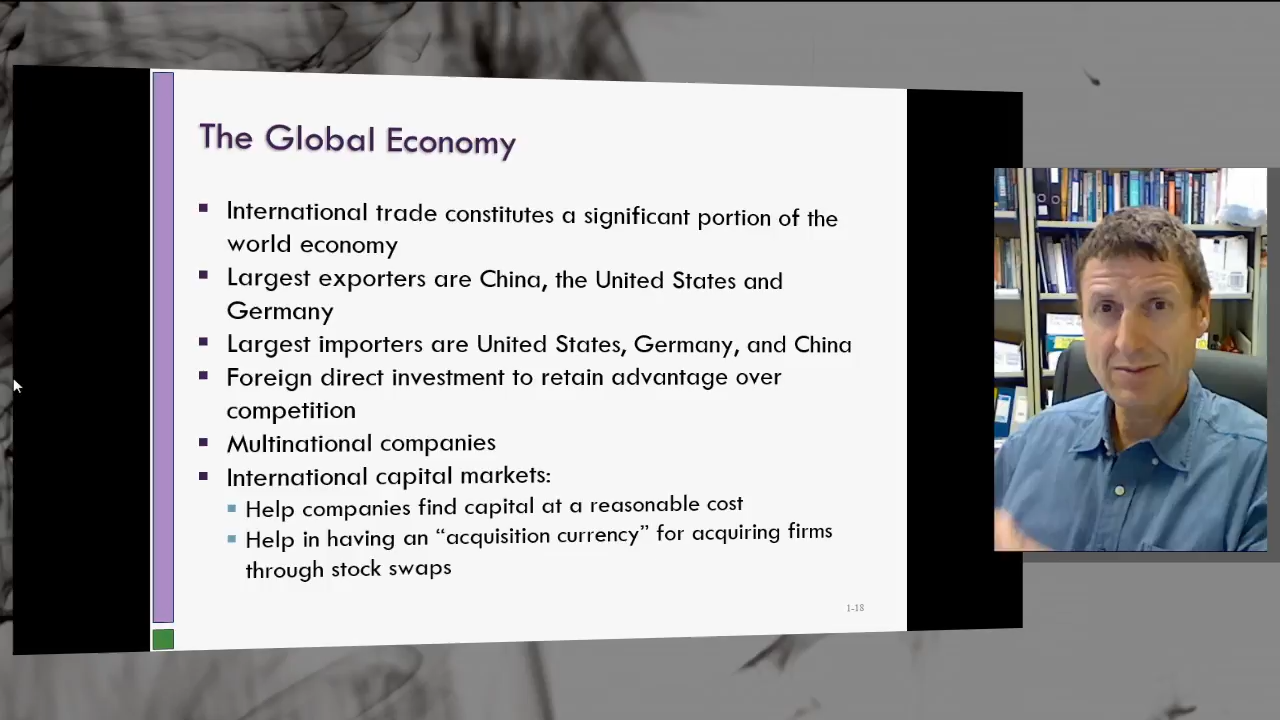 The Global Economy
International trade constitutes a significant portion of the
world economy
Largest exporters are China, the United States and
Germany
Largest importers are United States, Germany, and China
Foreign direct investment to retain advantage over
competition
Multinational companies
International capital markets:
Help companies find capital at a reasonable cost
Help in having an “acquisition currency” for acquiring firms
through stock swaps
1-18